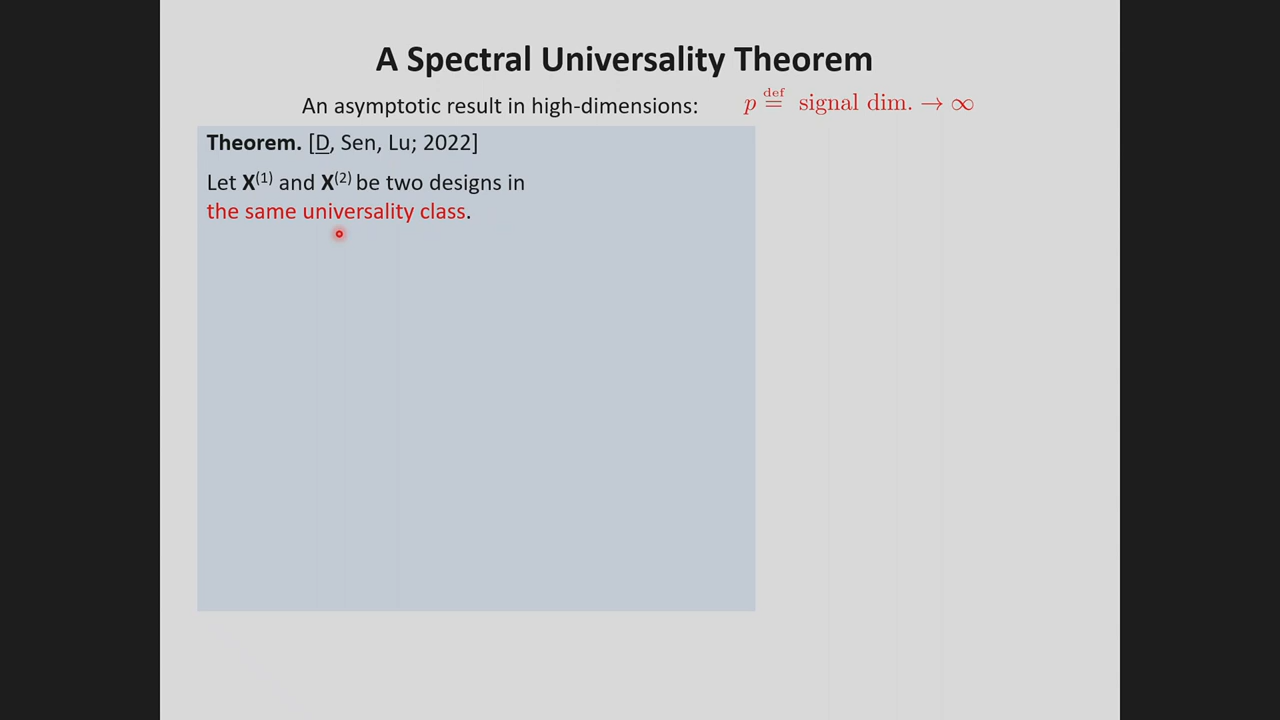 A Spectral Universality Theorem
An asymptotic result in high-dimensions: p def= signal dim. → ∞
Theorem. [D, Sen, Lu; 2022]
Let X⁽¹⁾ and X⁽²⁾ be two designs in
the same universality class.